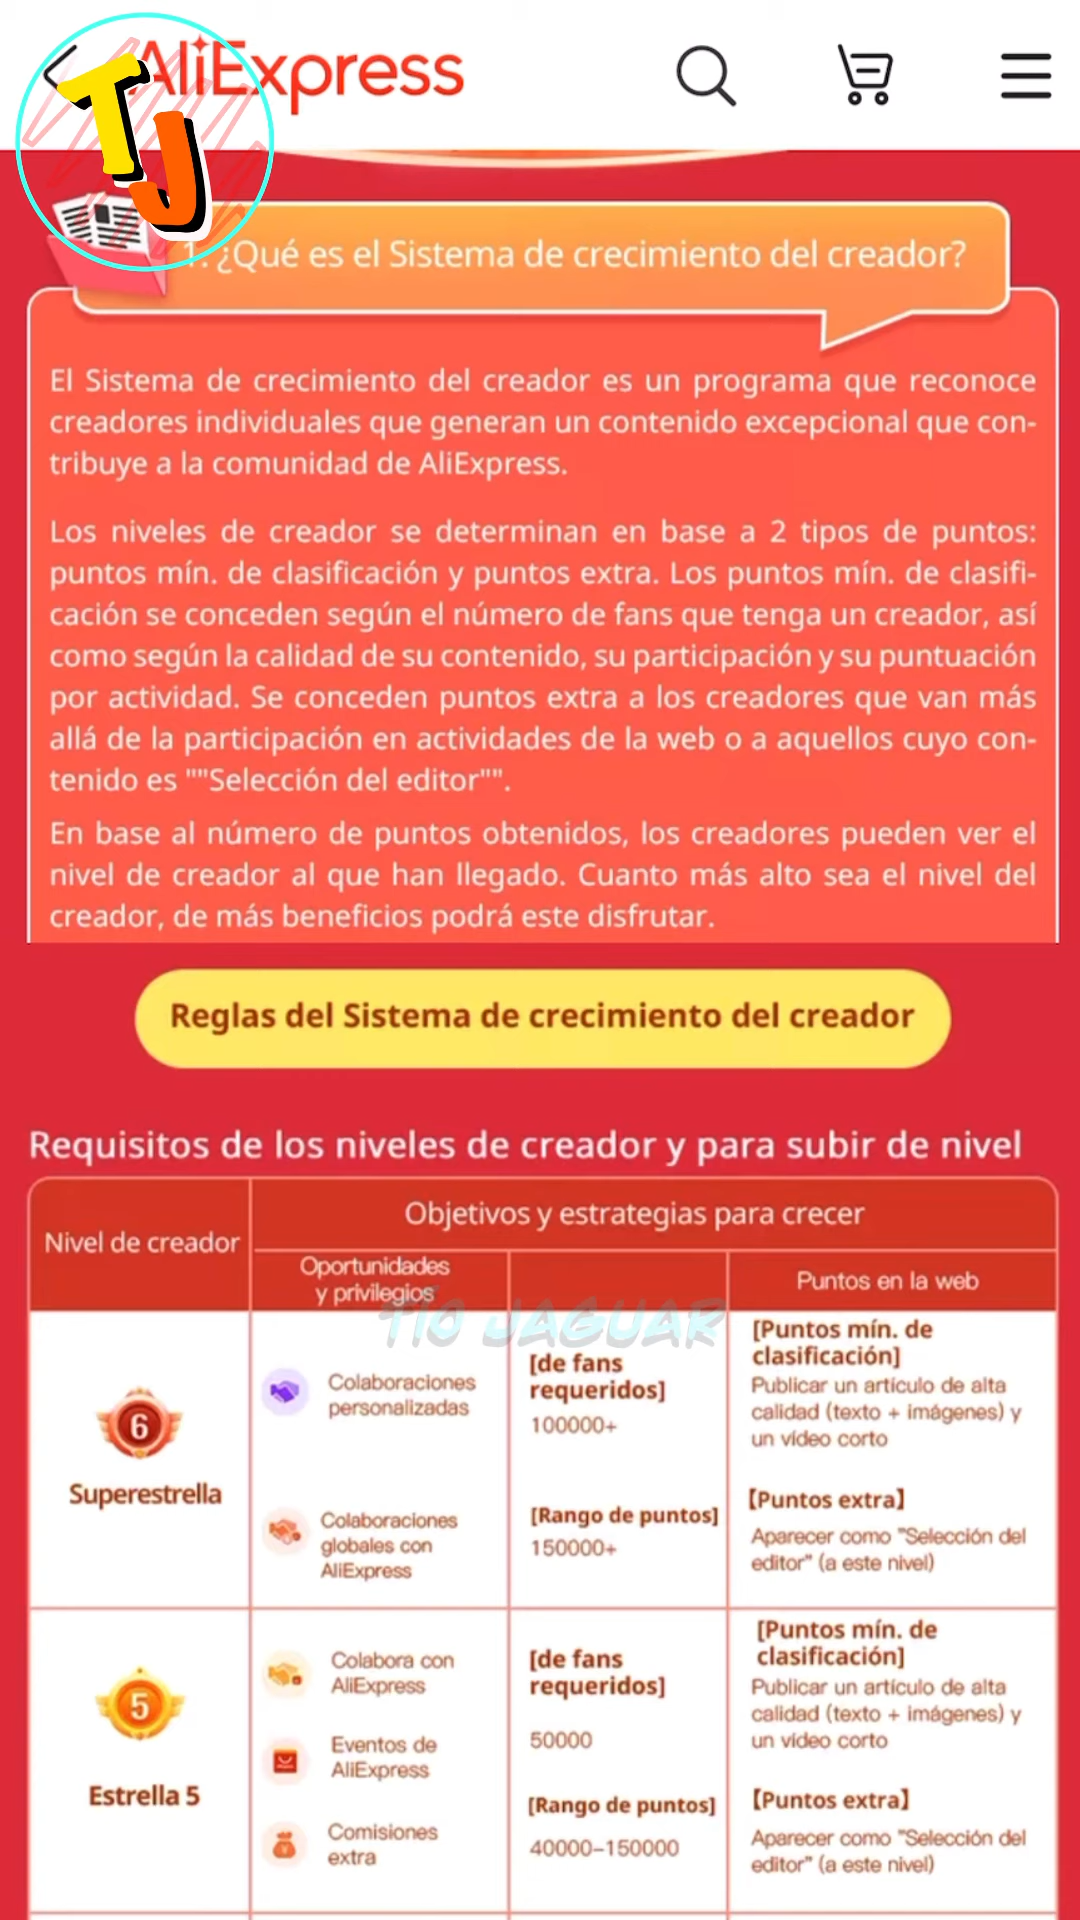 AliExpress
TJ
1. ¿Qué es el Sistema de crecimiento del creador?
El Sistema de crecimiento del creador es un programa que reconoce
creadores individuales que generan un contenido excepcional que con-
tribuye a la comunidad de AliExpress.
Los niveles de creador se determinan en base a 2 tipos de puntos:
puntos mín. de clasificación y puntos extra. Los puntos mín. de clasifi-
cación se conceden según el número de fans que tenga un creador, así
como según la calidad de su contenido, su participación y su puntuación
por actividad. Se conceden puntos extra a los creadores que van más
allá de la participación en actividades de la web o a aquellos cuyo con-
tenido es ""Selección del editor"".
En base al número de puntos obtenidos, los creadores pueden ver el
nivel de creador al que han llegado. Cuanto más alto sea el nivel del
creador, de más beneficios podrá este disfrutar.
Reglas del Sistema de crecimiento del creador
Requisitos de los niveles de creador y para subir de nivel
Nivel de creador
Objetivos y estrategias para crecer
Oportunidades
y privilegios
Puntos en la web
TÍO JAGUAR
6
Superestrella
Colaboraciones
personalizadas
Colaboraciones
globales con
AliExpress
[de fans
requeridos]
100000+
[Rango de puntos]
150000+
[Puntos mín. de
clasificación]
Publicar un artículo de alta
calidad (texto + imágenes) y
un vídeo corto
【Puntos extra】
Aparecer como "Selección del
editor" (a este nivel)
5
Estrella 5
Colabora con
AliExpress
Eventos de
AliExpress
Comisiones
extra
[de fans
requeridos]
50000
[Rango de puntos]
40000–150000
[Puntos mín. de
clasificación]
Publicar un artículo de alta
calidad (texto + imágenes) y
un vídeo corto
【Puntos extra】
Aparecer como "Selección del
editor" (a este nivel)